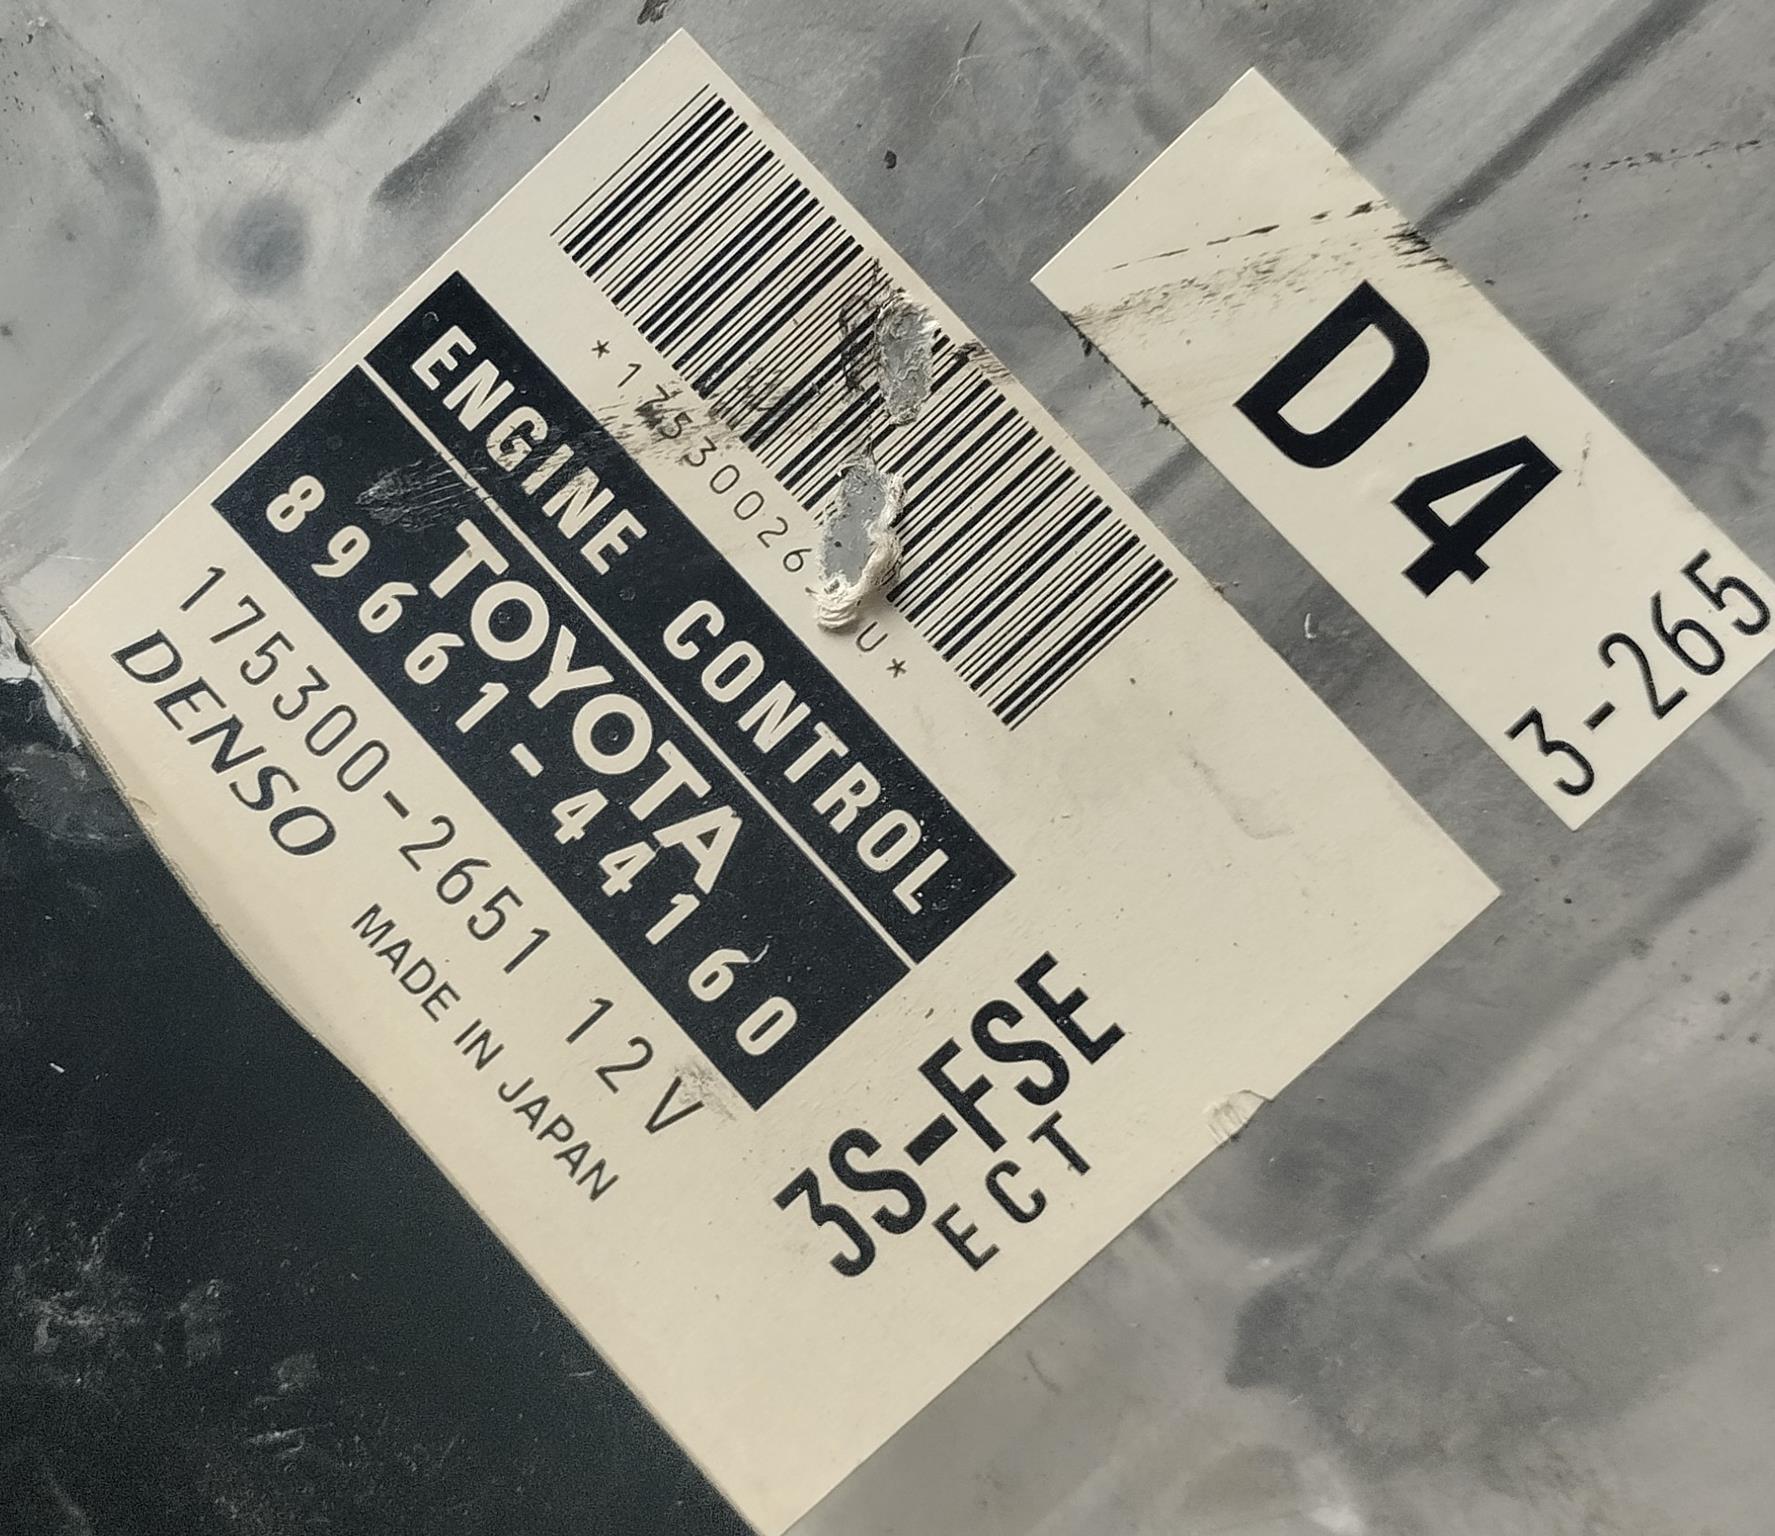 ENGINE CONTROL
TOYOTA
89661-44160
175300-2651 12V
DENSO
MADE IN JAPAN
3S-FSE
ECT
D4
3-265